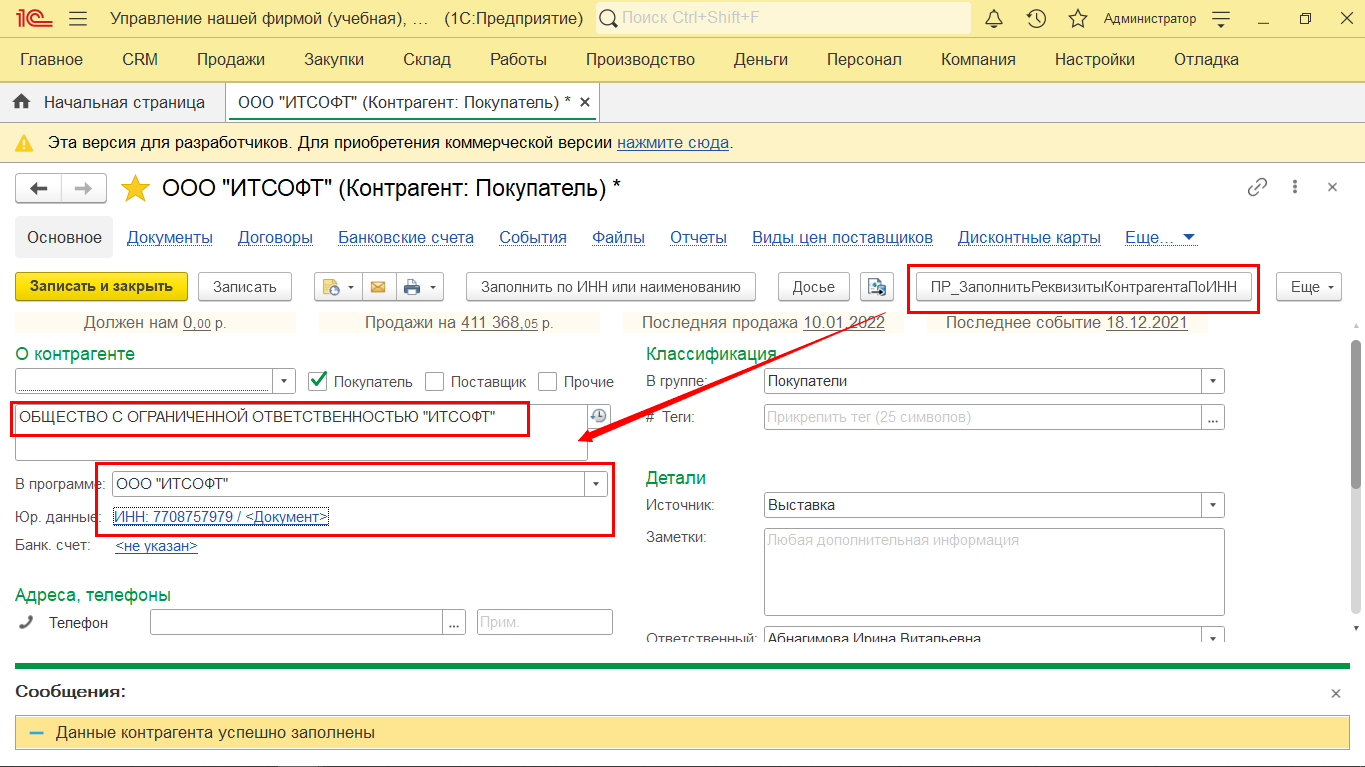 1С Управление нашей фирмой (учебная), ... (1С:Предприятие) Поиск Ctrl+Shift+F Администратор
Главное CRM Продажи Закупки Склад Работы Производство Деньги Персонал Компания Настройки Отладка
Начальная страница ООО "ИТСОФТ" (Контрагент: Покупатель) *
Эта версия для разработчиков. Для приобретения коммерческой версии нажмите сюда.
ООО "ИТСОФТ" (Контрагент: Покупатель) *
Основное Документы Договоры Банковские счета События Файлы Отчеты Виды цен поставщиков Дисконтные карты Еще...
Записать и закрыть Записать Заполнить по ИНН или наименованию Досье ПР_ЗаполнитьРеквизитыКонтрагентаПоИНН Еще
Должен нам 0,00 р. Продажи на 411 368,05 р. Последняя продажа 10.01.2022 Последнее событие 18.12.2021
О контрагенте Классификация
Покупатель Поставщик Прочие В группе: Покупатели
ОБЩЕСТВО С ОГРАНИЧЕННОЙ ОТВЕТСТВЕННОСТЬЮ "ИТСОФТ" # Теги: Прикрепить тег (25 символов) ...
В программе: ООО "ИТСОФТ" Детали
Юр. данные: ИНН: 7708757979 / <Документ> Источник: Выставка
Банк. счет: <не указан> Заметки: Любая дополнительная информация
Адреса, телефоны
Телефон ... Прим.
Ответственный: Абнагимова Ирина Витальевна
Сообщения:
Данные контрагента успешно заполнены